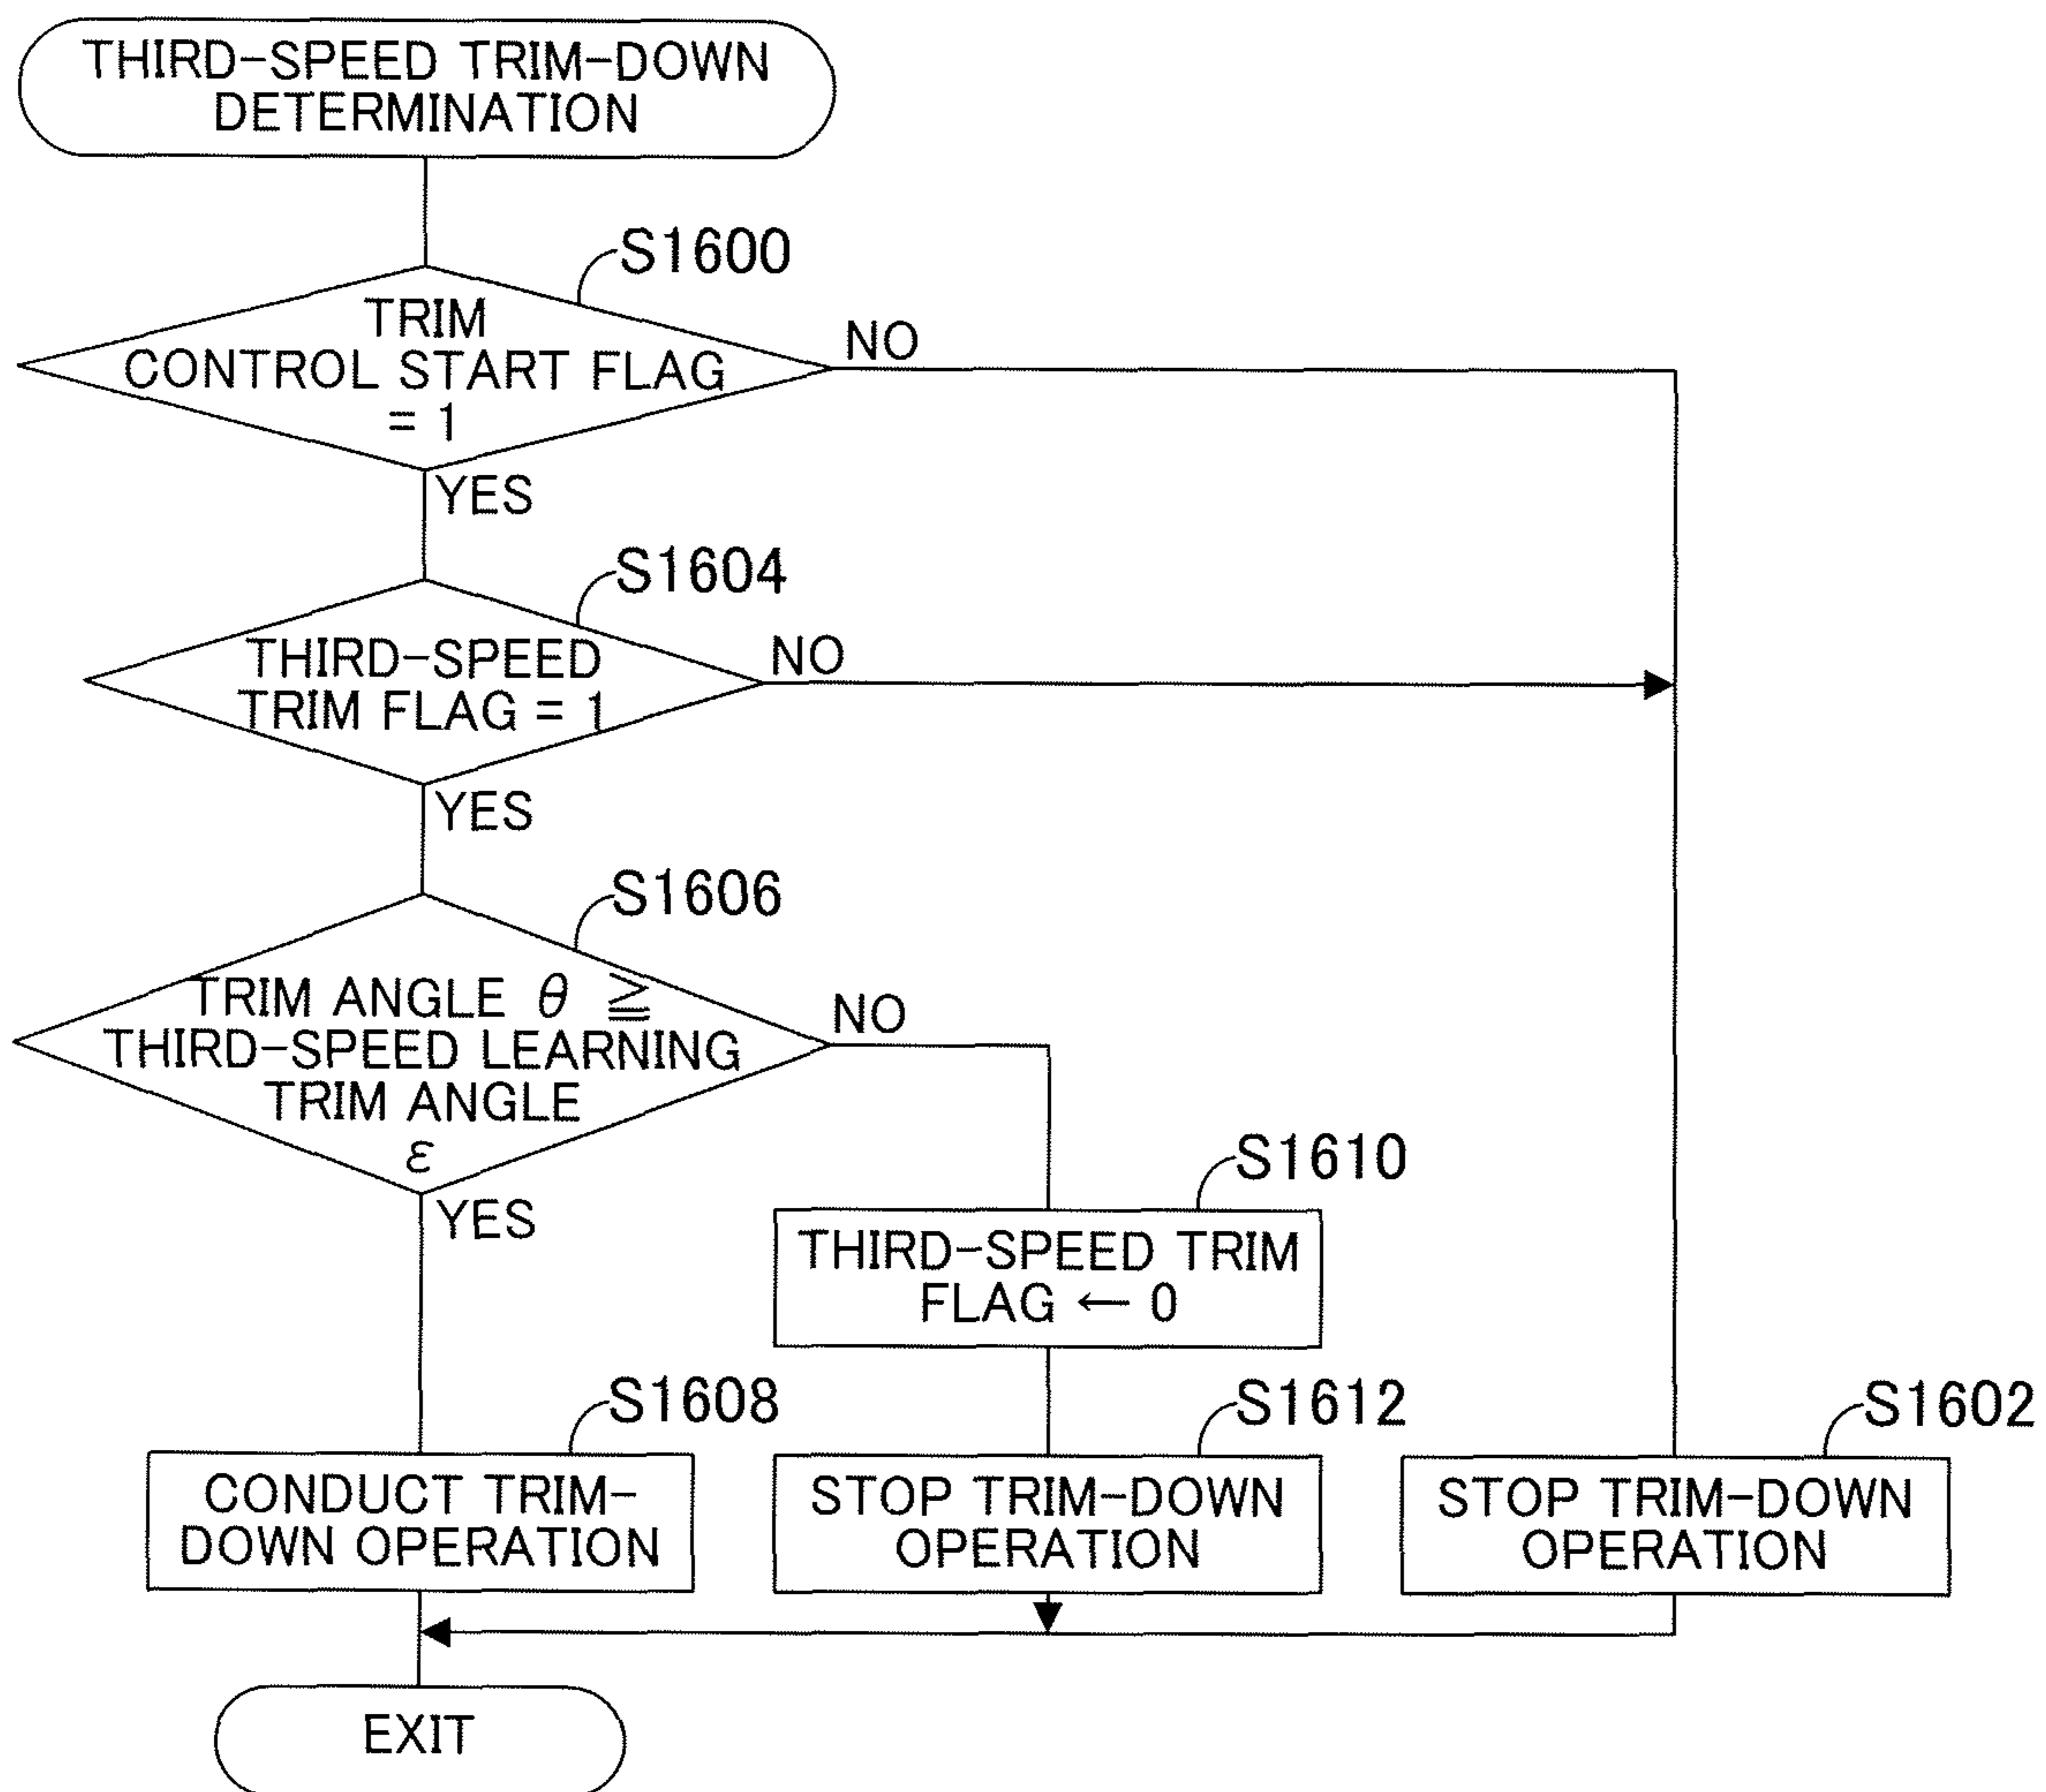 THIRD-SPEED TRIM-DOWN
DETERMINATION
S1600
TRIM
CONTROL START FLAG
= 1
NO
YES
S1604
THIRD-SPEED
TRIM FLAG = 1
NO
YES
S1606
TRIM ANGLE θ ≧
THIRD-SPEED LEARNING
TRIM ANGLE
ε
NO
YES
S1610
THIRD-SPEED TRIM
FLAG ← 0
S1608
CONDUCT TRIM-
DOWN OPERATION
S1612
STOP TRIM-DOWN
OPERATION
S1602
STOP TRIM-DOWN
OPERATION
EXIT